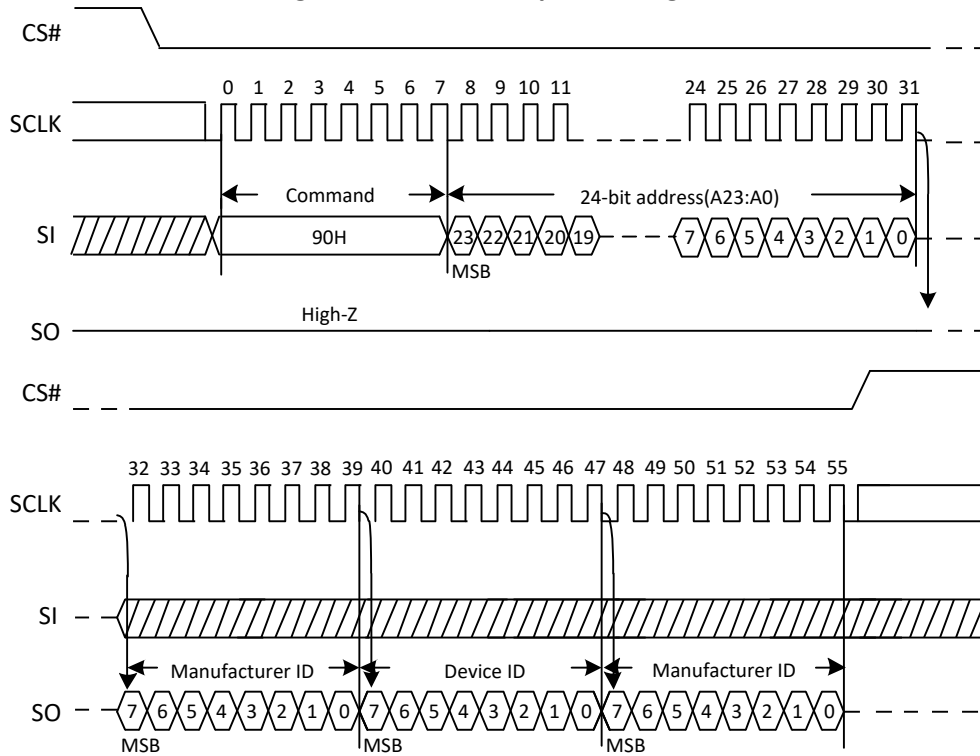 CS#
0 1 2 3 4 5 6 7 8 9 10 11 24 25 26 27 28 29 30 31
SCLK
Command 24-bit address(A23:A0)
SI 90H 23 22 21 20 19 7 6 5 4 3 2 1 0
MSB
High-Z
SO
CS#
32 33 34 35 36 37 38 39 40 41 42 43 44 45 46 47 48 49 50 51 52 53 54 55
SCLK
SI
Manufacturer ID Device ID Manufacturer ID
SO 7 6 5 4 3 2 1 0 7 6 5 4 3 2 1 0 7 6 5 4 3 2 1 0
MSB MSB MSB